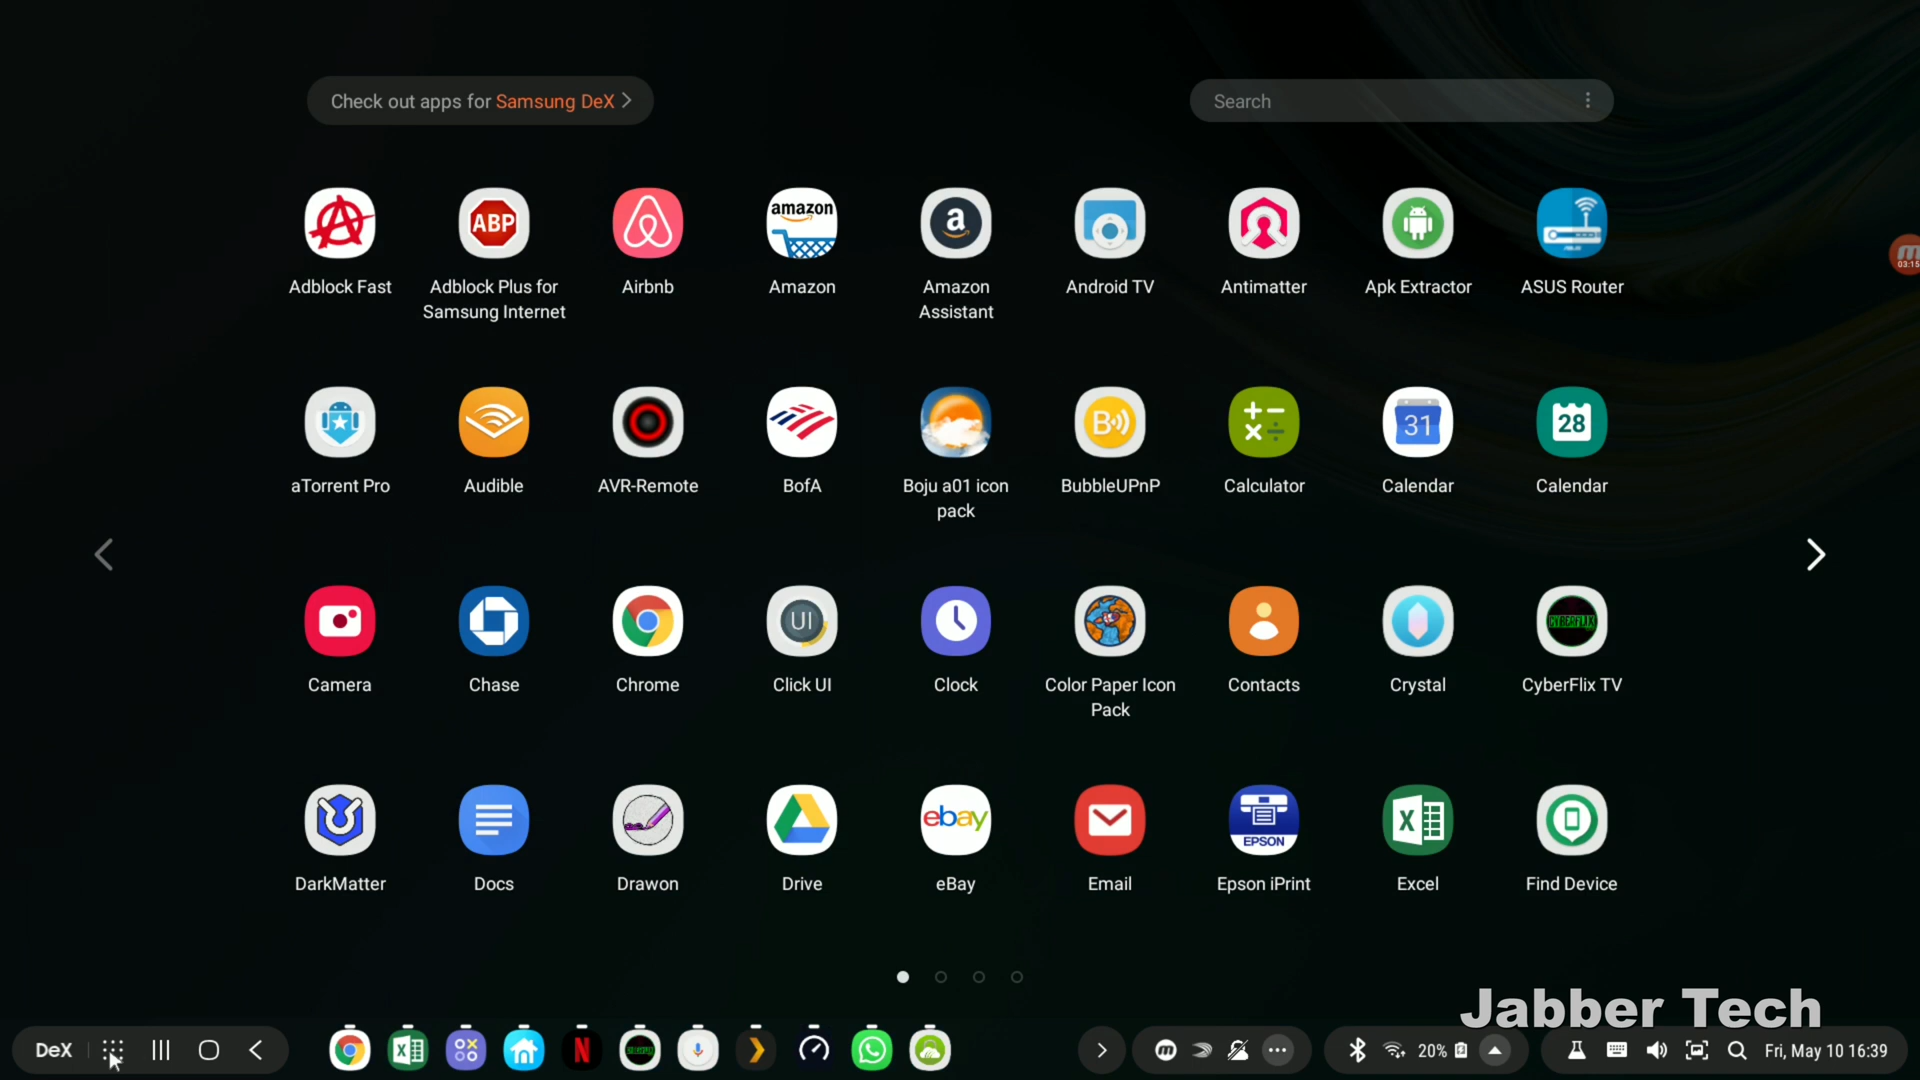 Check out apps for Samsung DeX
Search
ABP
amazon
a
03:15
Adblock Fast
Adblock Plus for
Samsung Internet
Airbnb
Amazon
Amazon
Assistant
Android TV
Antimatter
Apk Extractor
ASUS Router
B
31
28
aTorrent Pro
Audible
AVR-Remote
BofA
Boju a01 icon
pack
BubbleUPnP
Calculator
Calendar
Calendar
UI
CYBERFLIX
Camera
Chase
Chrome
Click UI
Clock
Color Paper Icon
Pack
Contacts
Crystal
CyberFlix TV
ebay
EPSON
X
DarkMatter
Docs
Drawon
Drive
eBay
Email
Epson iPrint
Excel
Find Device
Jabber Tech
DeX
X
N
20%
Fri, May 10 16:39